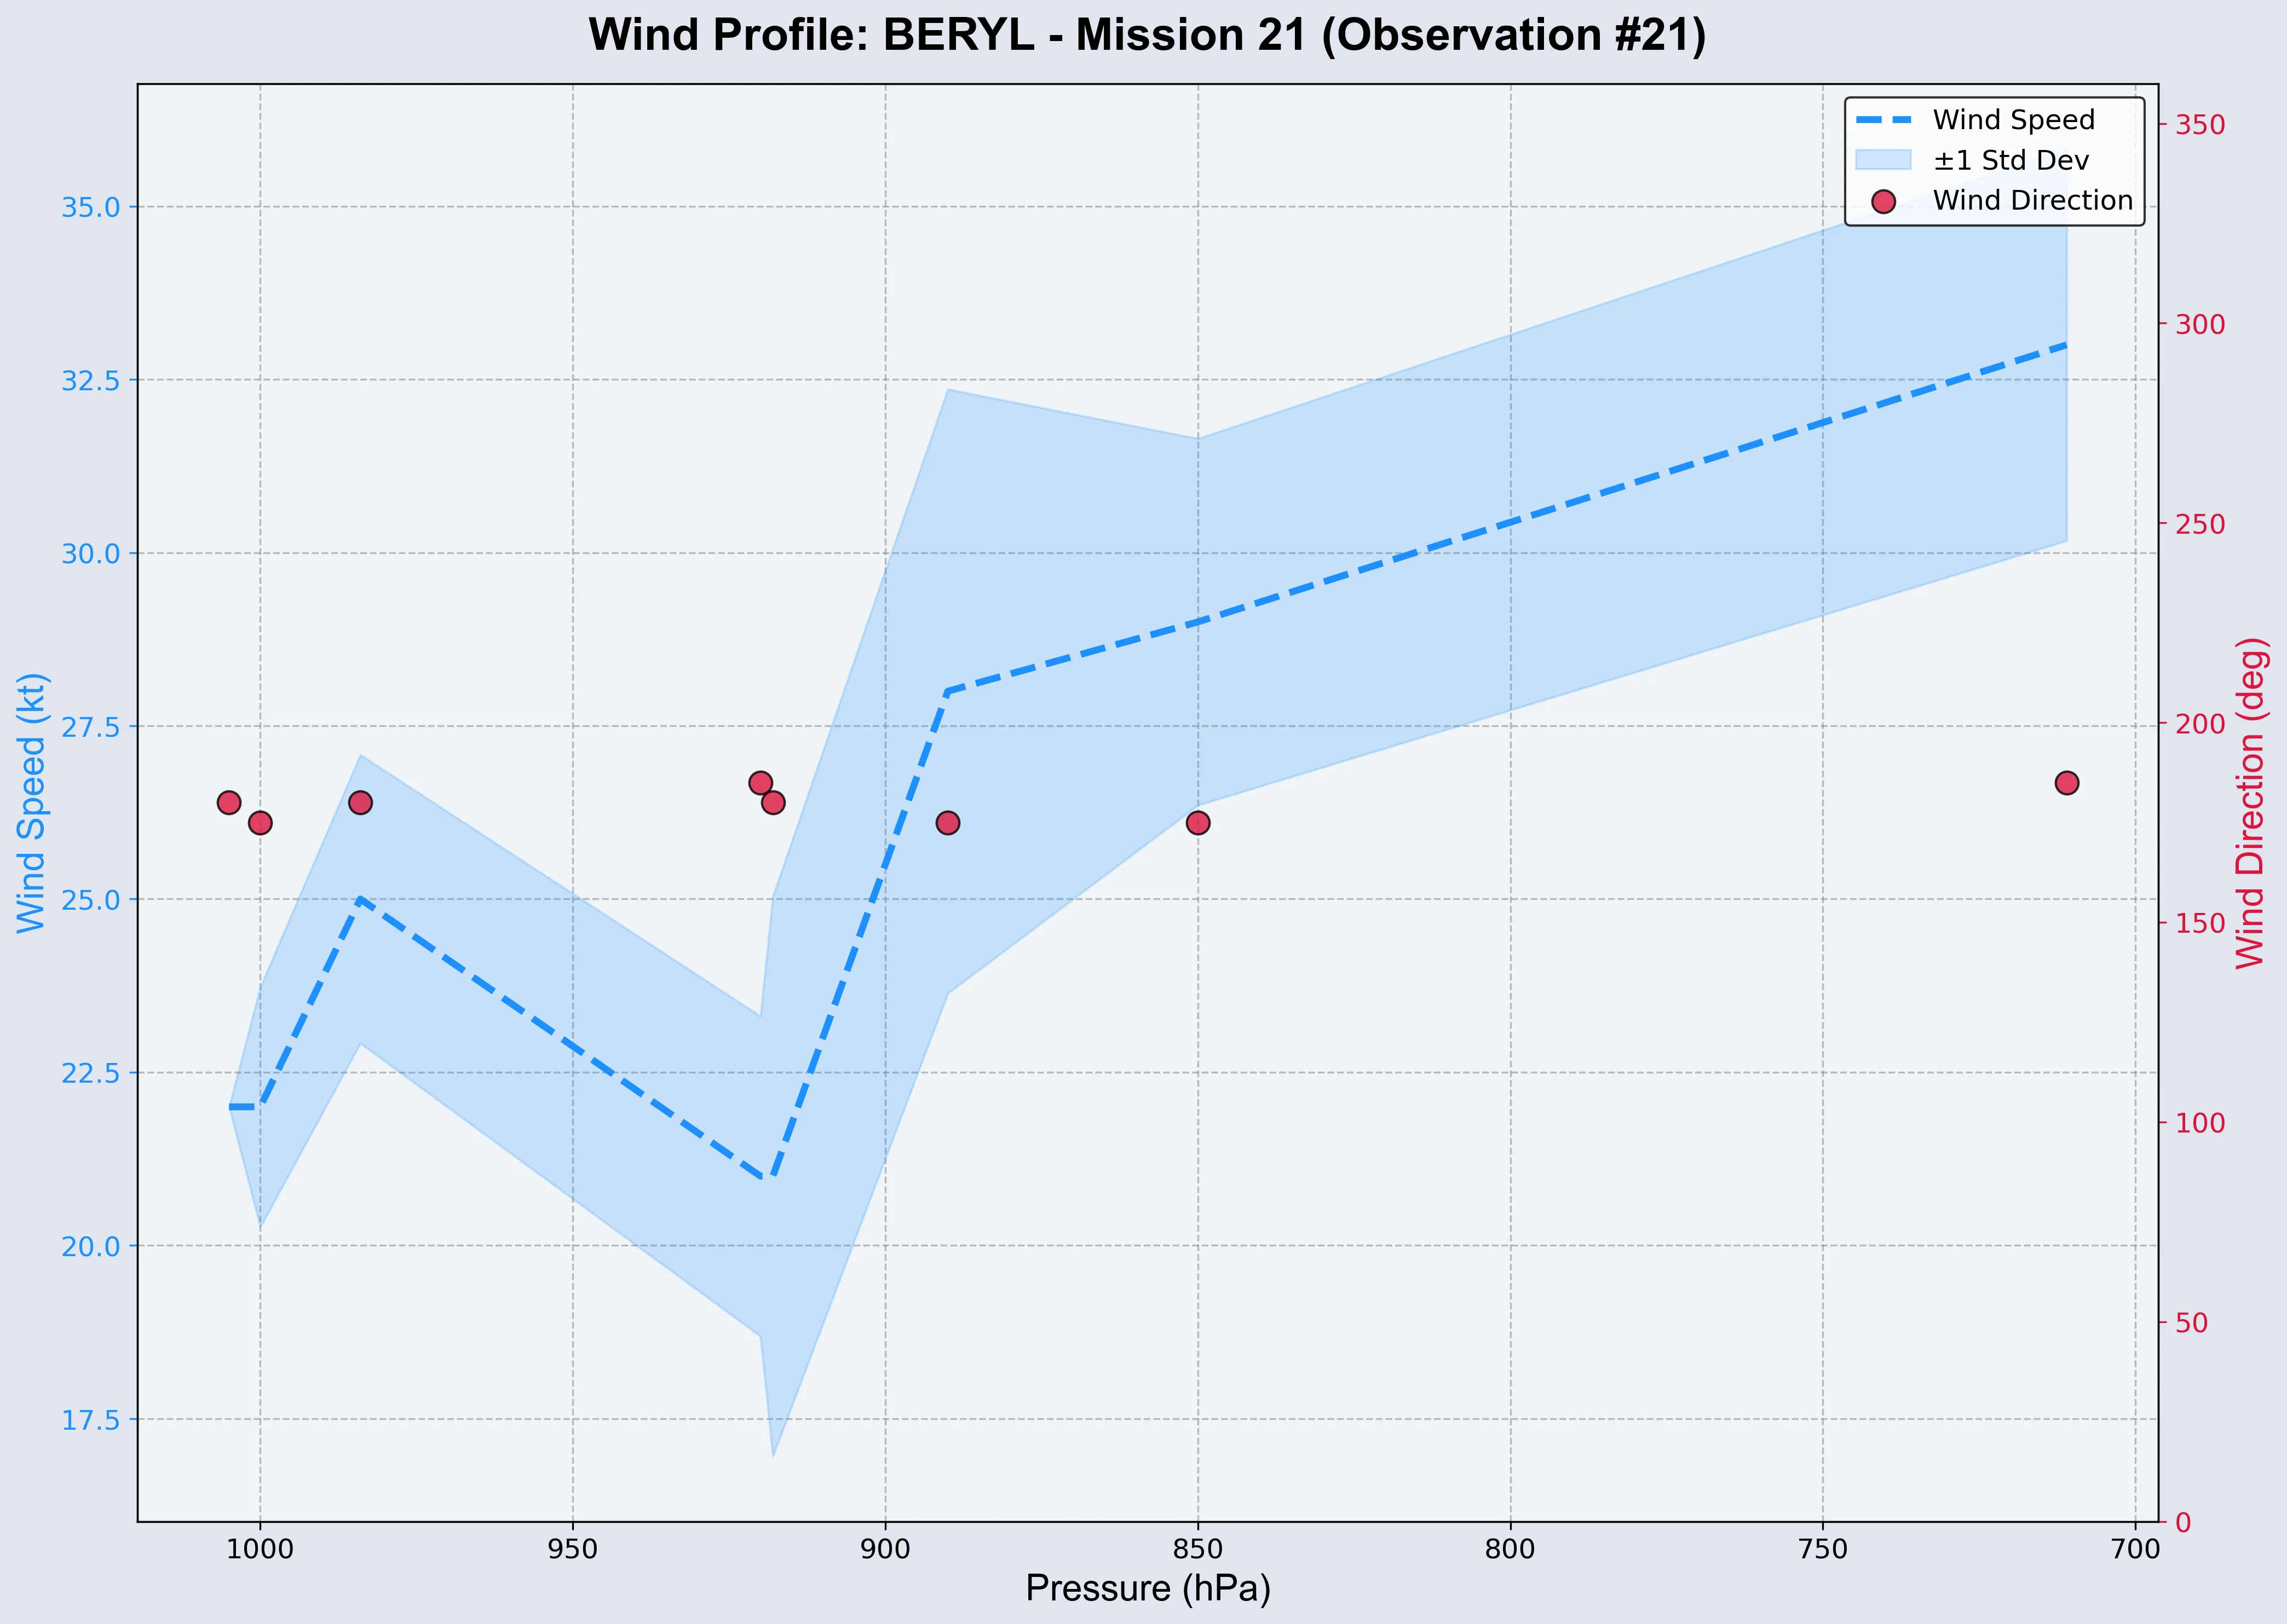 Wind Profile: BERYL - Mission 21 (Observation #21)
Wind Speed
±1 Std Dev
Wind Direction
Wind Speed (kt)
35.0
32.5
30.0
27.5
25.0
22.5
20.0
17.5
350
300
250
200
150
100
50
0
Wind Direction (deg)
1000 950 900 850 800 750 700
Pressure (hPa)